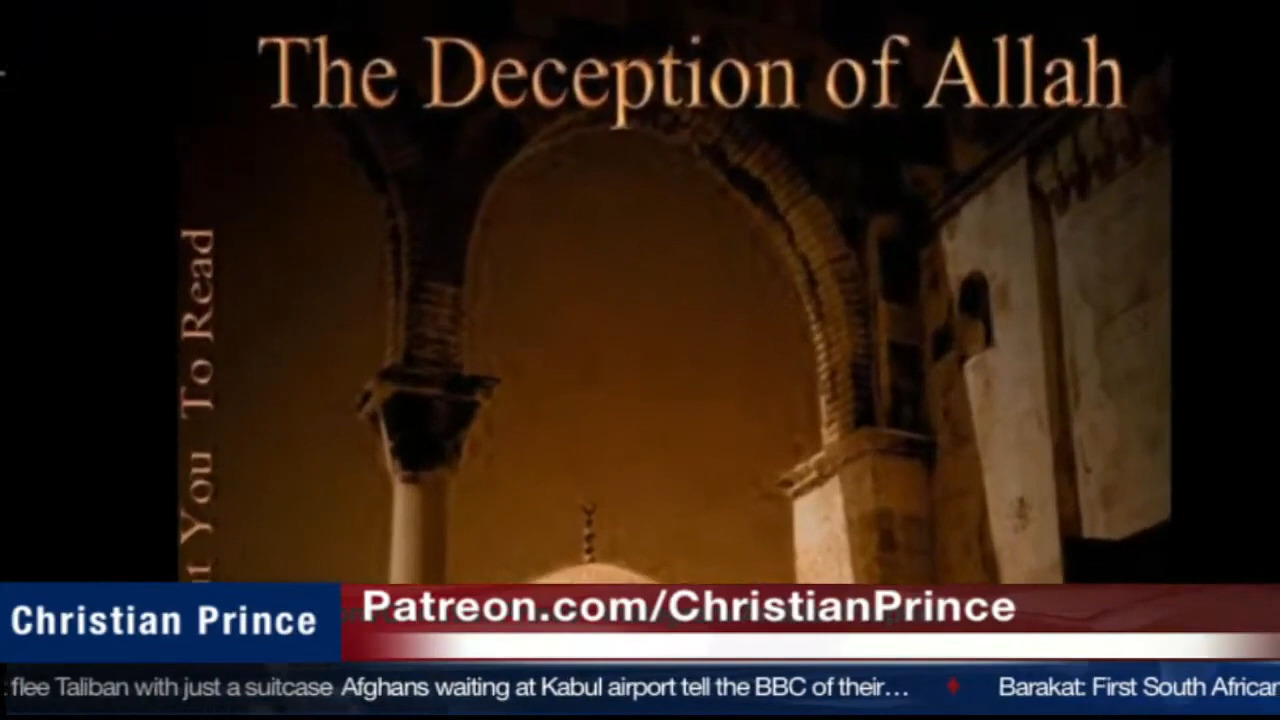 The Deception of Allah
You To Read
Christian Prince
Patreon.com/ChristianPrince
flee Taliban with just a suitcase Afghans waiting at Kabul airport tell the BBC of their… ♦ Barakat: First South African